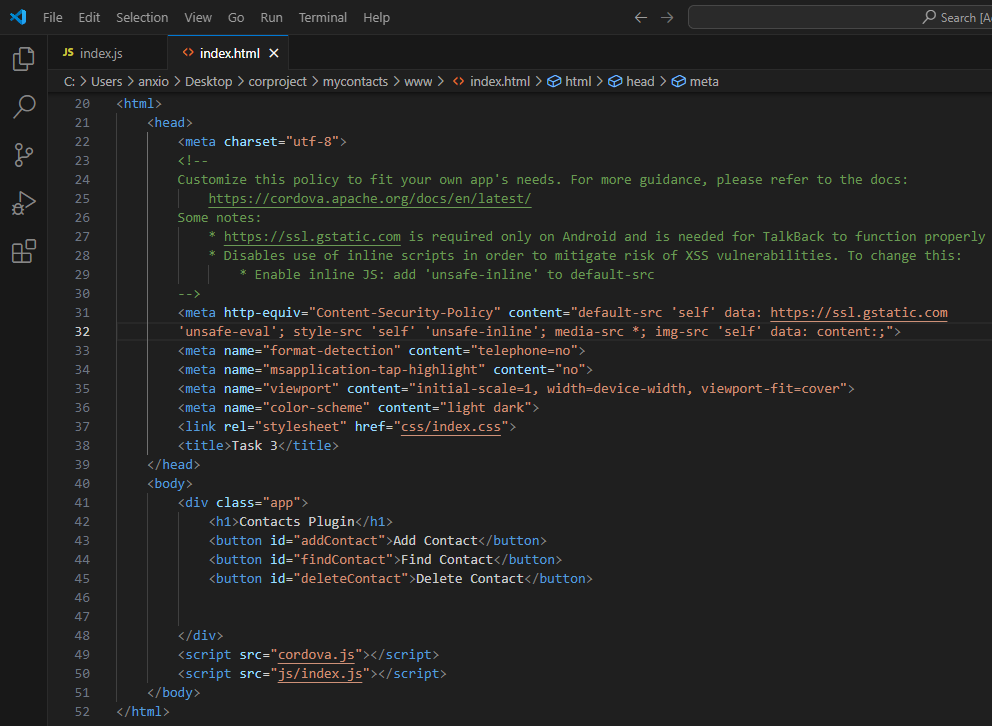 File Edit Selection View Go Run Terminal Help Search [A
JS index.js <> index.html ×
C: > Users > anxio > Desktop > corproject > mycontacts > www > <> index.html > html > head > meta
20 <html>
21 <head>
22 <meta charset="utf-8">
23 <!--
24 Customize this policy to fit your own app's needs. For more guidance, please refer to the docs:
25 https://cordova.apache.org/docs/en/latest/
26 Some notes:
27 * https://ssl.gstatic.com is required only on Android and is needed for TalkBack to function properly
28 * Disables use of inline scripts in order to mitigate risk of XSS vulnerabilities. To change this:
29 * Enable inline JS: add 'unsafe-inline' to default-src
30 -->
31 <meta http-equiv="Content-Security-Policy" content="default-src 'self' data: https://ssl.gstatic.com
32 'unsafe-eval'; style-src 'self' 'unsafe-inline'; media-src *; img-src 'self' data: content:;">
33 <meta name="format-detection" content="telephone=no">
34 <meta name="msapplication-tap-highlight" content="no">
35 <meta name="viewport" content="initial-scale=1, width=device-width, viewport-fit=cover">
36 <meta name="color-scheme" content="light dark">
37 <link rel="stylesheet" href="css/index.css">
38 <title>Task 3</title>
39 </head>
40 <body>
41 <div class="app">
42 <h1>Contacts Plugin</h1>
43 <button id="addContact">Add Contact</button>
44 <button id="findContact">Find Contact</button>
45 <button id="deleteContact">Delete Contact</button>
46
47
48 </div>
49 <script src="cordova.js"></script>
50 <script src="js/index.js"></script>
51 </body>
52 </html>